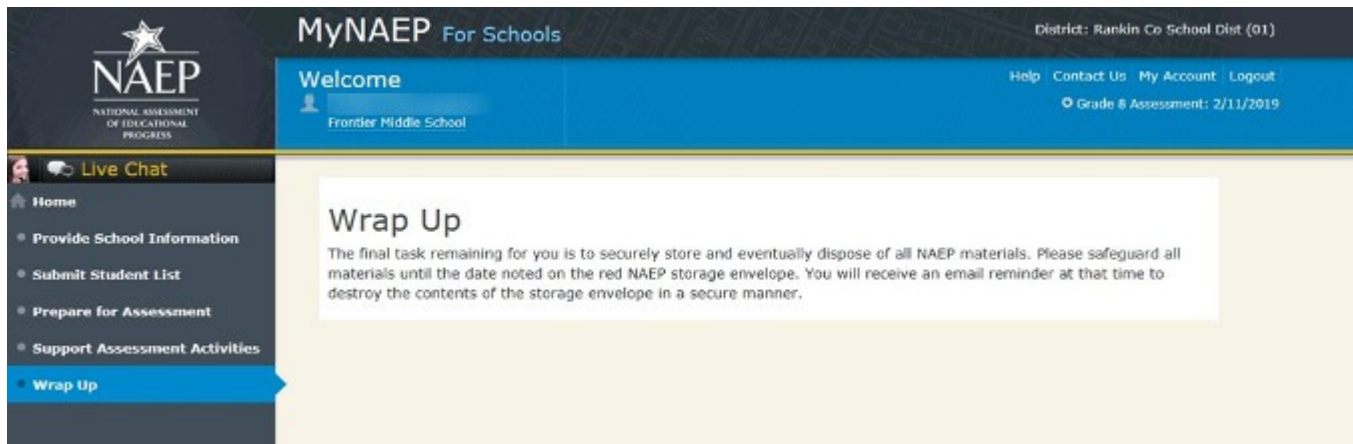 NAEP
NATIONAL ASSESSMENT
OF EDUCATIONAL
PROGRESS
MyNAEP For Schools
District: Rankin Co School Dist (01)
Welcome
Frontier Middle School
Help Contact Us My Account Logout
Grade 8 Assessment: 2/11/2019
Live Chat
Home
Provide School Information
Submit Student List
Prepare for Assessment
Support Assessment Activities
Wrap Up
Wrap Up
The final task remaining for you is to securely store and eventually dispose of all NAEP materials. Please safeguard all
materials until the date noted on the red NAEP storage envelope. You will receive an email reminder at that time to
destroy the contents of the storage envelope in a secure manner.